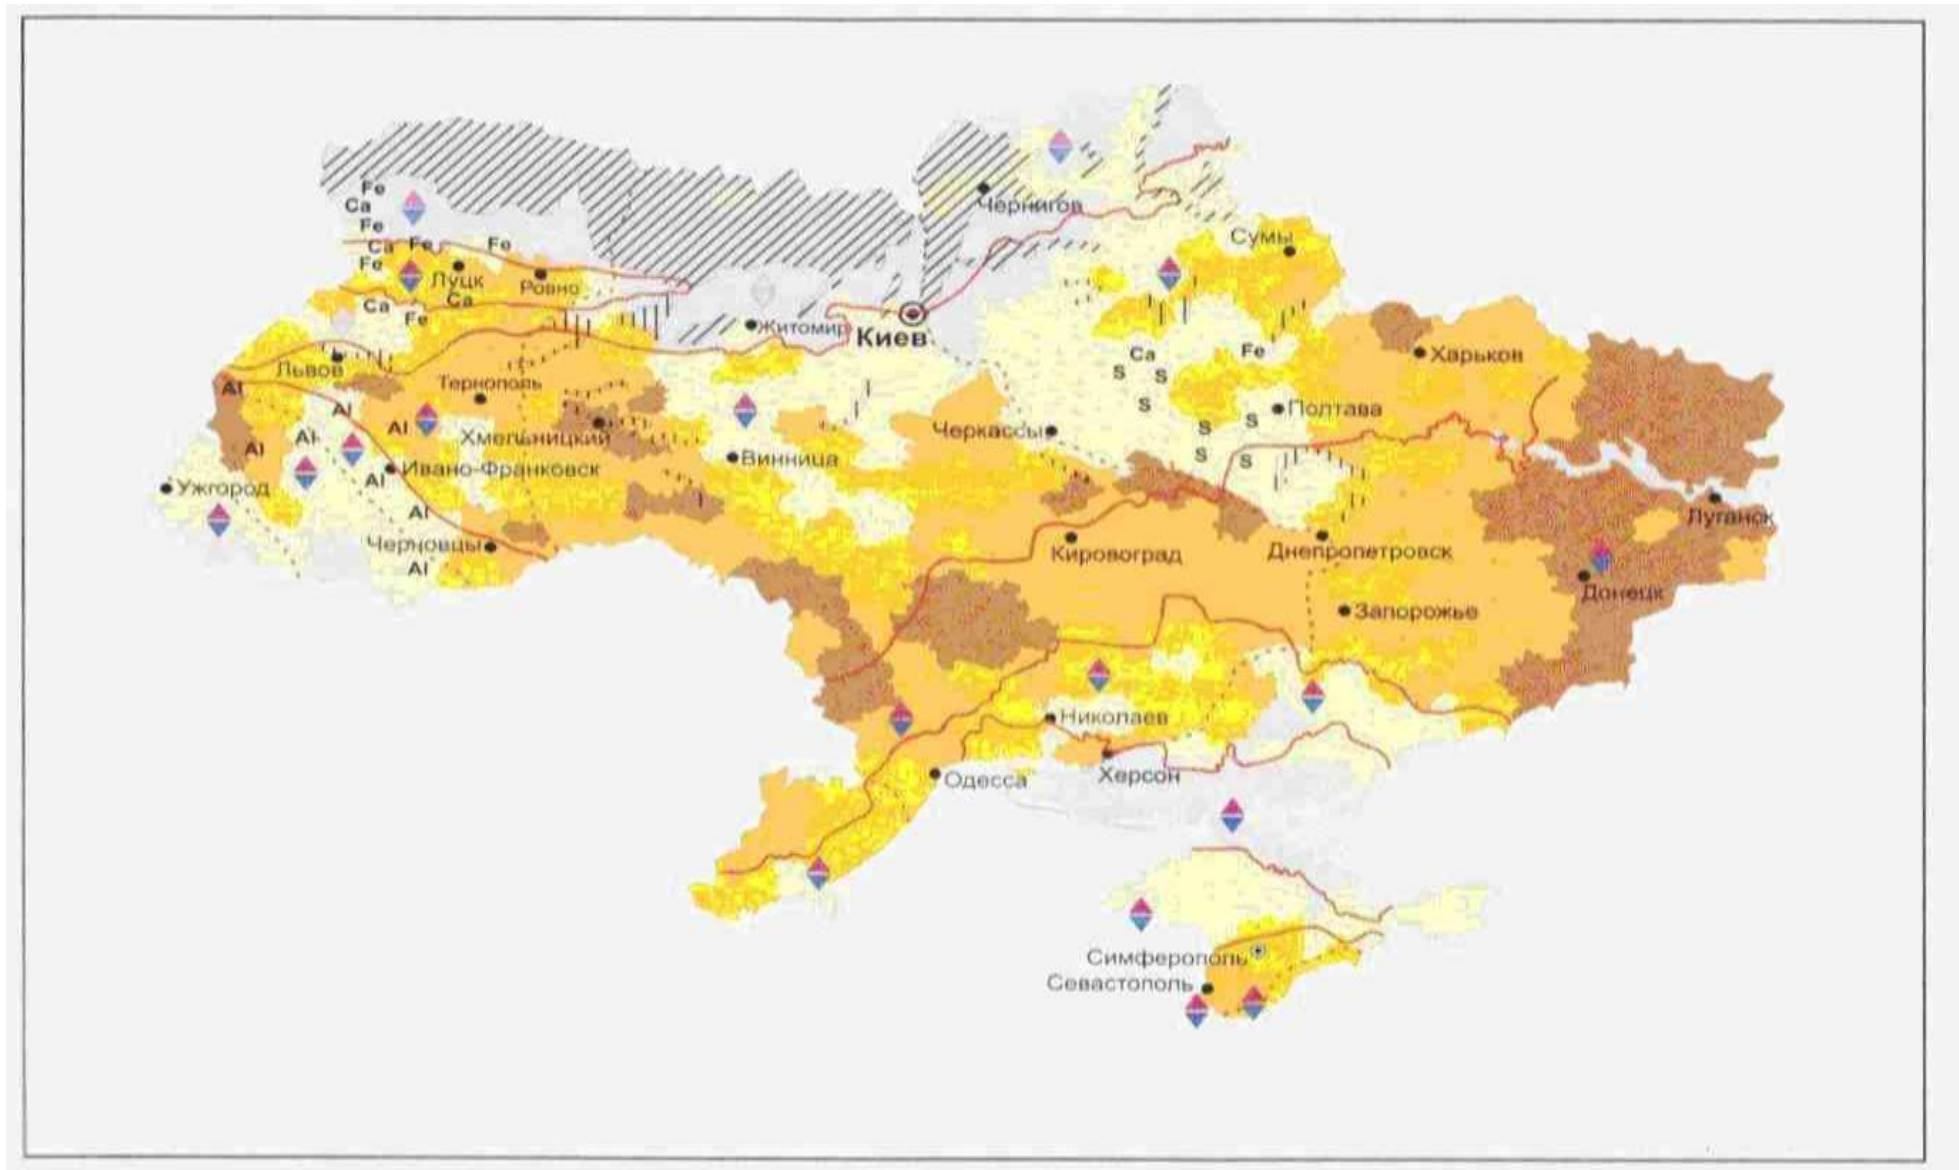 Fe
Ca
Fe
Ca Fe Fe
Fe
Чернигов
Сумы
Луцк
Ровно
Ca
Ca
Fe
Житомир
Киев
Ca
Fe
S
S
Харьков
Львов
Al
Тернополь
S
Полтава
Al
Al
Al
Хмельницкий
Черкассы
S
S
Al
Винница
S
S
Ивано-Франковск
Al
Ужгород
Al
Луганск
Черновцы
Al
Кировоград
Днепропетровск
Донецк
Запорожье
Николаев
Одесса
Херсон
Симферополь
Севастополь